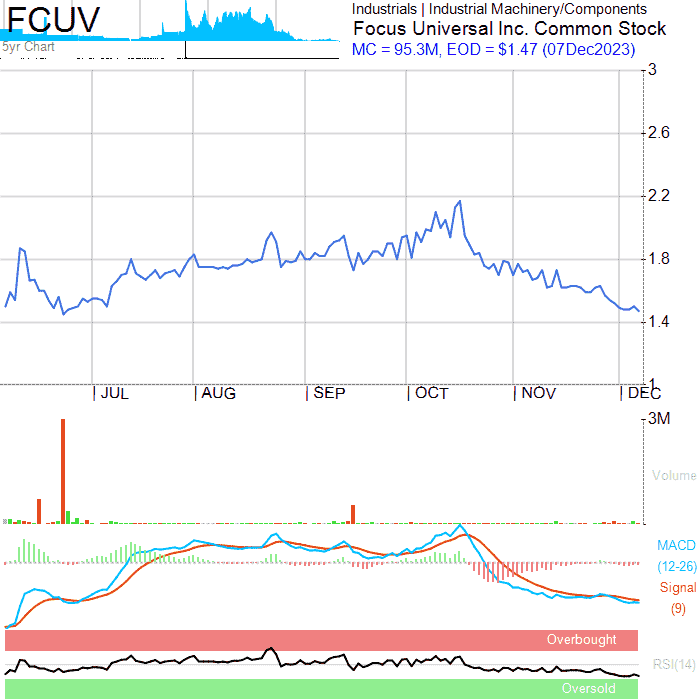 FCUV
5yr Chart
Industrials | Industrial Machinery/Components
Focus Universal Inc. Common Stock
MC = 95.3M, EOD = $1.47 (07Dec2023)
3
2.6
2.2
1.8
1.4
1
JUL
AUG
SEP
OCT
NOV
DEC
3M
Volume
MACD
(12-26)
Signal
(9)
Overbought
RSI(14)
Oversold